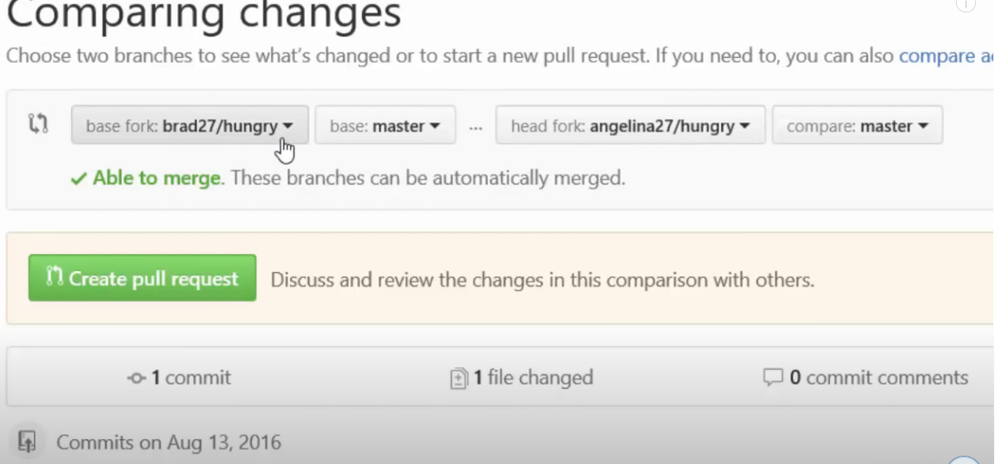 Comparing changes
Choose two branches to see what's changed or to start a new pull request. If you need to, you can also compare
base fork: brad27/hungry base: master ... head fork: angelina27/hungry compare: master
Able to merge. These branches can be automatically merged.
Create pull request Discuss and review the changes in this comparison with others.
1 commit 1 file changed 0 commit comments
Commits on Aug 13, 2016